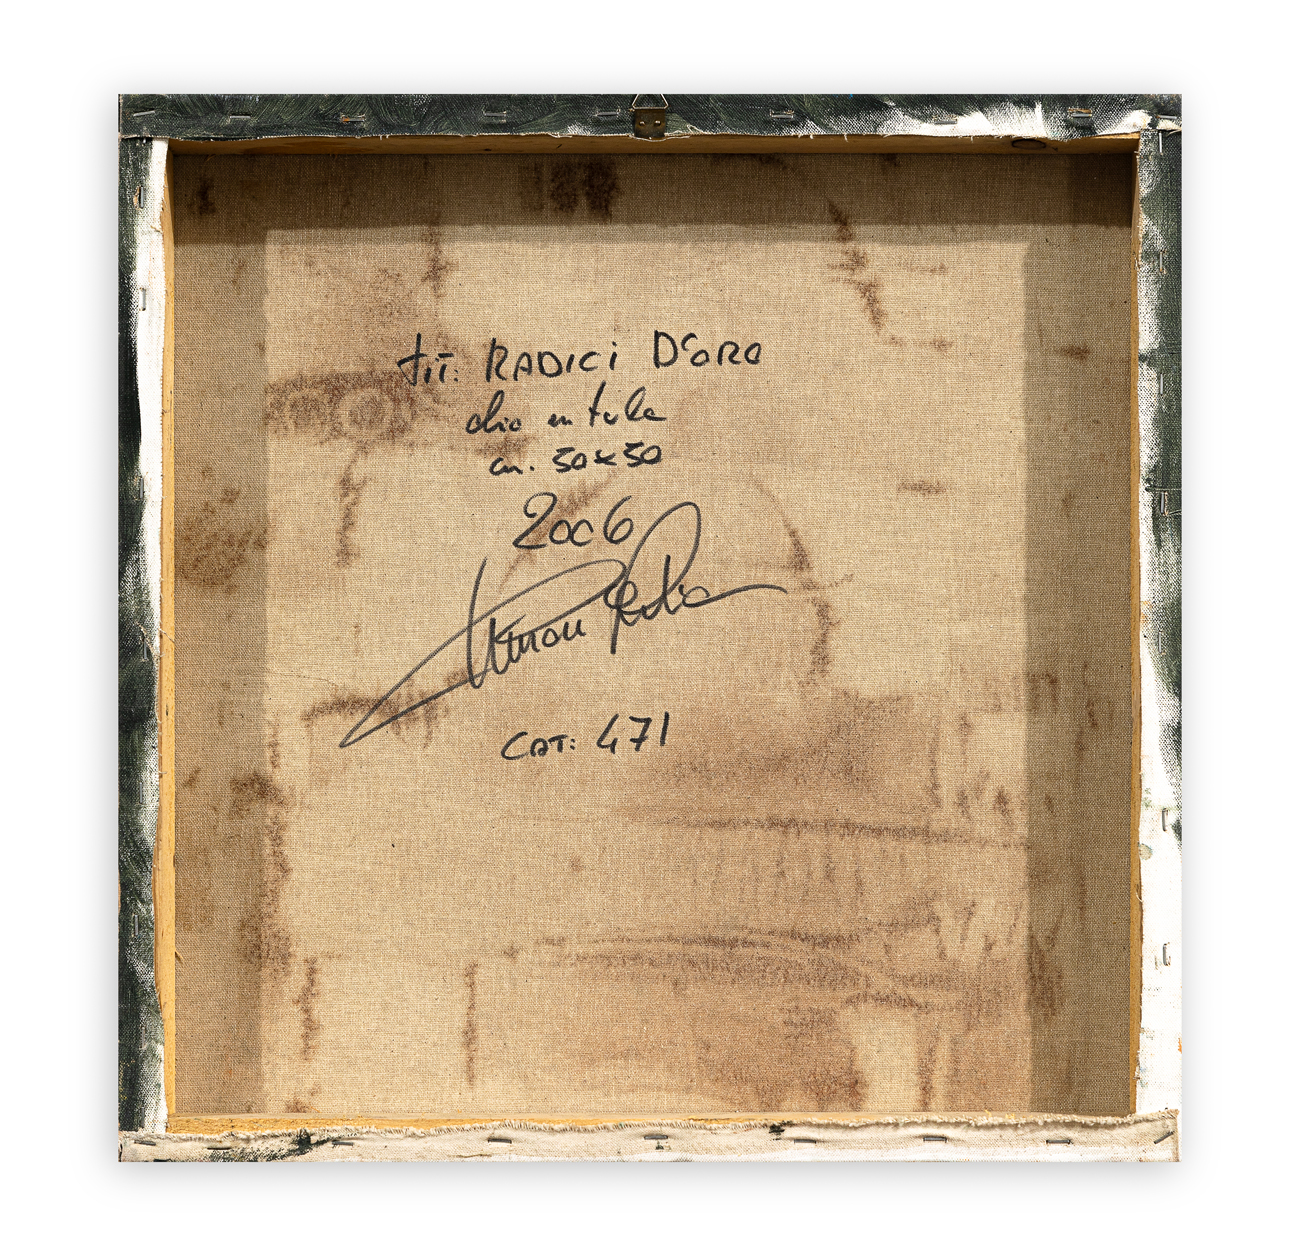 tit: RADICI D'ORO
olio su tela
cm. 50x50
2006
CAT: 471